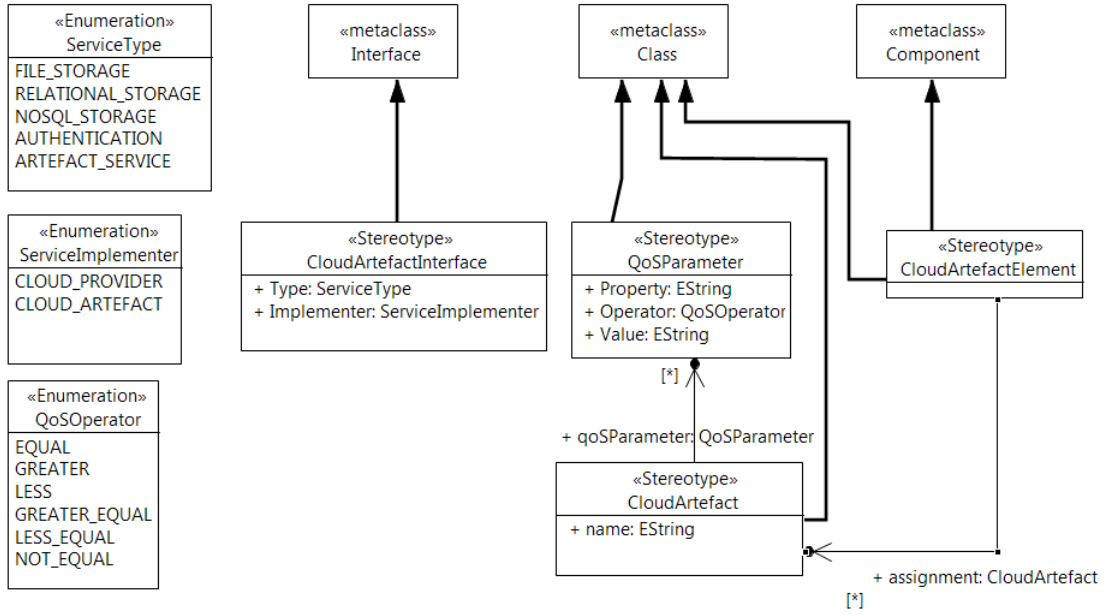 «Enumeration»
ServiceType
FILE_STORAGE
RELATIONAL_STORAGE
NOSQL_STORAGE
AUTHENTICATION
ARTEFACT_SERVICE
«metaclass»
Interface
«metaclass»
Class
«metaclass»
Component
«Enumeration»
ServiceImplementer
CLOUD_PROVIDER
CLOUD_ARTEFACT
«Stereotype»
CloudArtefactInterface
+ Type: ServiceType
+ Implementer: ServiceImplementer
«Stereotype»
QoSParameter
+ Property: EString
+ Operator: QoSOperator
+ Value: EString
«Stereotype»
CloudArtefactElement
«Enumeration»
QoSOperator
EQUAL
GREATER
LESS
GREATER_EQUAL
LESS_EQUAL
NOT_EQUAL
[*]
+ qoSParameter: QoSParameter
«Stereotype»
CloudArtefact
+ name: EString
+ assignment: CloudArtefact
[*]